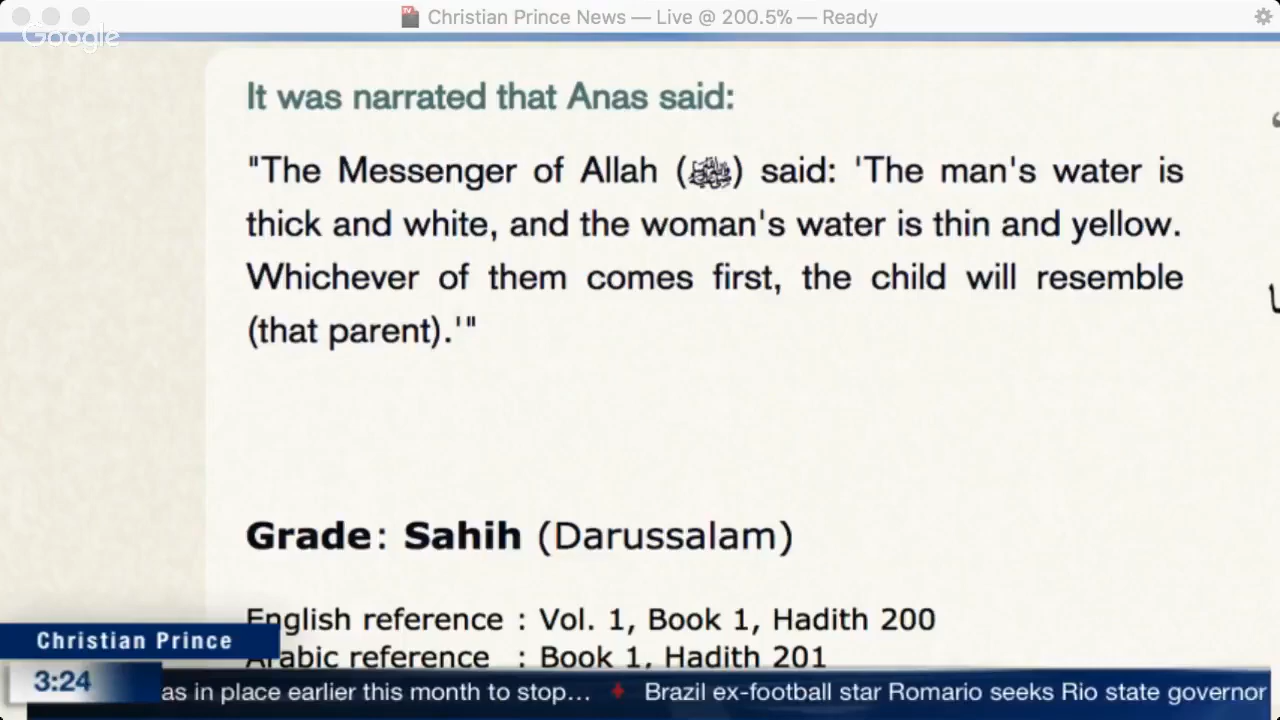 Christian Prince News — Live @ 200.5% — Ready
Google
It was narrated that Anas said:
"The Messenger of Allah (ﷺ) said: 'The man's water is
thick and white, and the woman's water is thin and yellow.
Whichever of them comes first, the child will resemble
(that parent).'"
Grade: Sahih (Darussalam)
English reference : Vol. 1, Book 1, Hadith 200
Arabic reference : Book 1, Hadith 201
Christian Prince
3:24
as in place earlier this month to stop... Brazil ex-football star Romario seeks Rio state governor